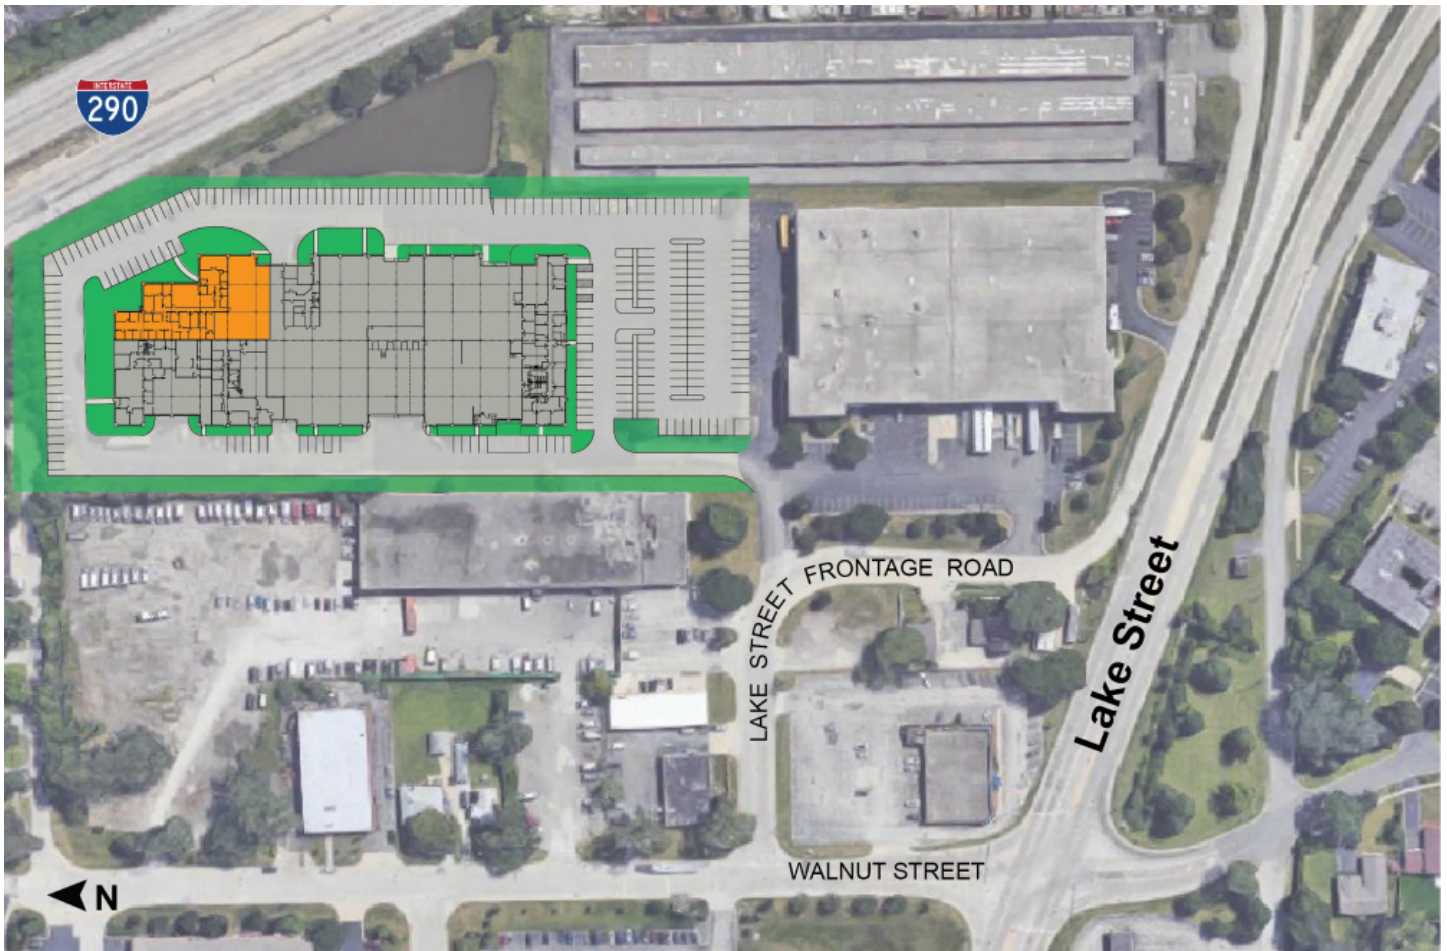 INTERSTATE
290
LAKE STREET FRONTAGE ROAD
Lake Street
WALNUT STREET
N